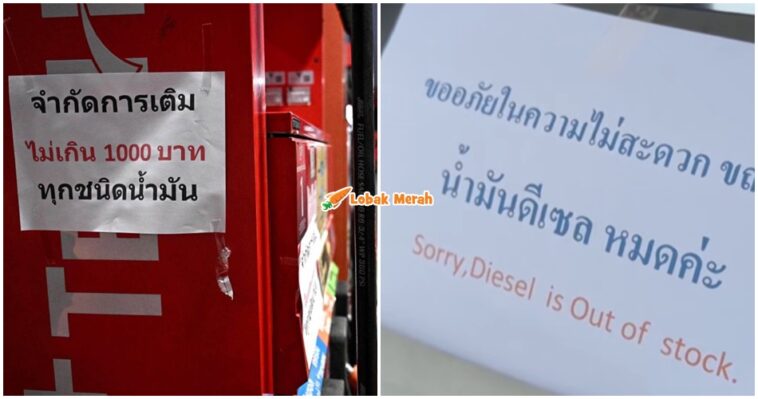 จำกัดการเติม
ไม่เกิน 1000 บาท
ทุกชนิดน้ำมัน
Lobak Merah
ขออภัยในความไม่สะดวก
น้ำมันดีเซล หมดค่ะ
Sorry,Diesel is Out of stock.